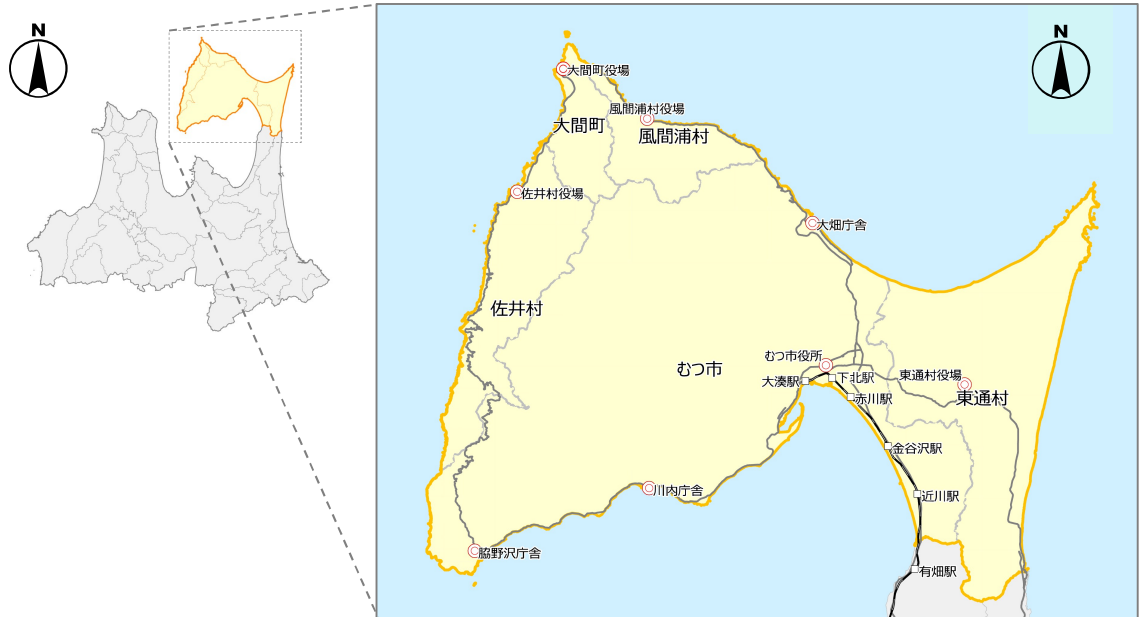 N
N
大間町役場
風間浦村役場
大間町
風間浦村
佐井村役場
大畑庁舎
佐井村
むつ市役所
むつ市
大湊駅
下北駅
東通村役場
赤川駅
東通村
金谷沢駅
川内庁舎
近川駅
脇野沢庁舎
有畑駅